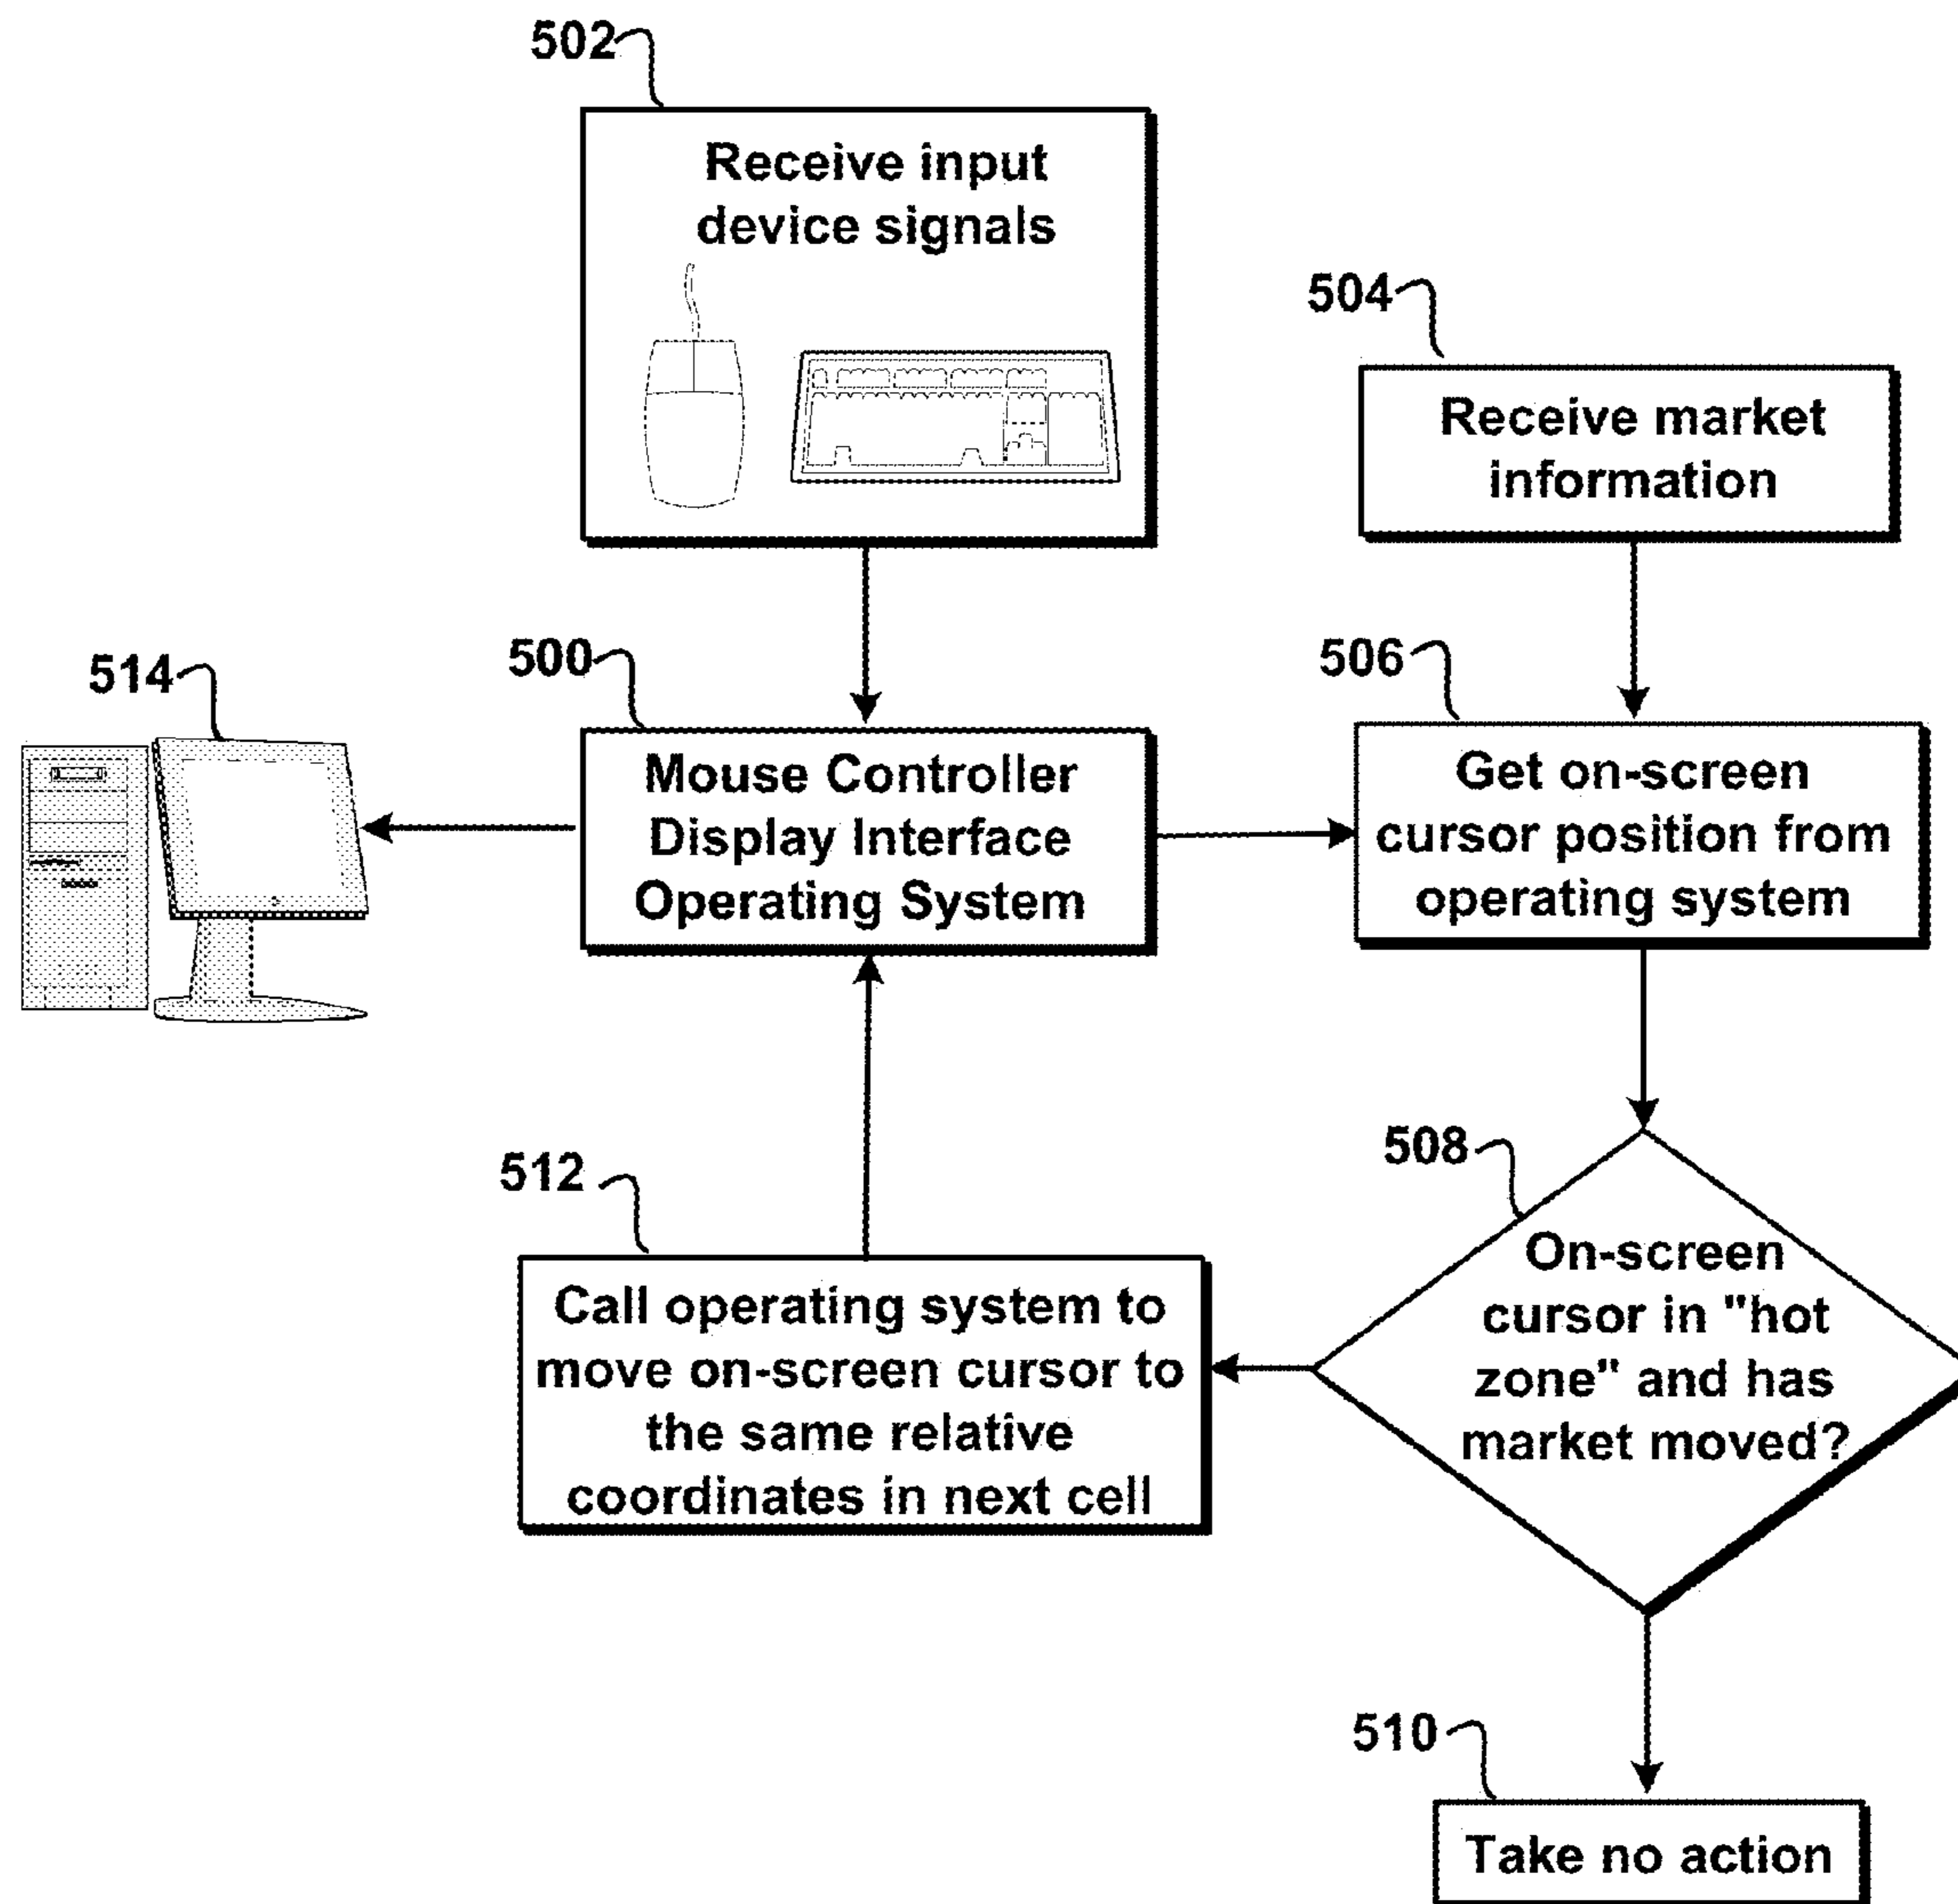 502
Receive input
device signals
504
Receive market
information
514
500
Mouse Controller
Display Interface
Operating System
506
Get on-screen
cursor position from
operating system
512
Call operating system to
move on-screen cursor to
the same relative
coordinates in next cell
508
On-screen
cursor in "hot
zone" and has
market moved?
510
Take no action